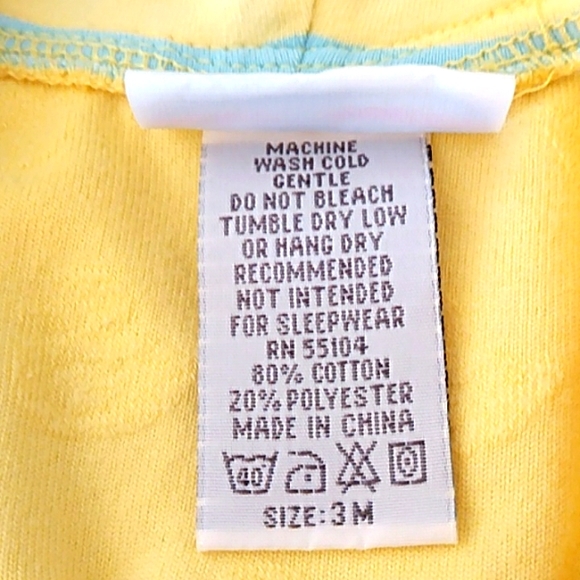 MACHINE
WASH COLD
GENTLE
DO NOT BLEACH
TUMBLE DRY LOW
OR HANG DRY
RECOMMENDED
NOT INTENDED
FOR SLEEPWEAR
RN 55104
80% COTTON
20% POLYESTER
MADE IN CHINA
40
SIZE: 3M